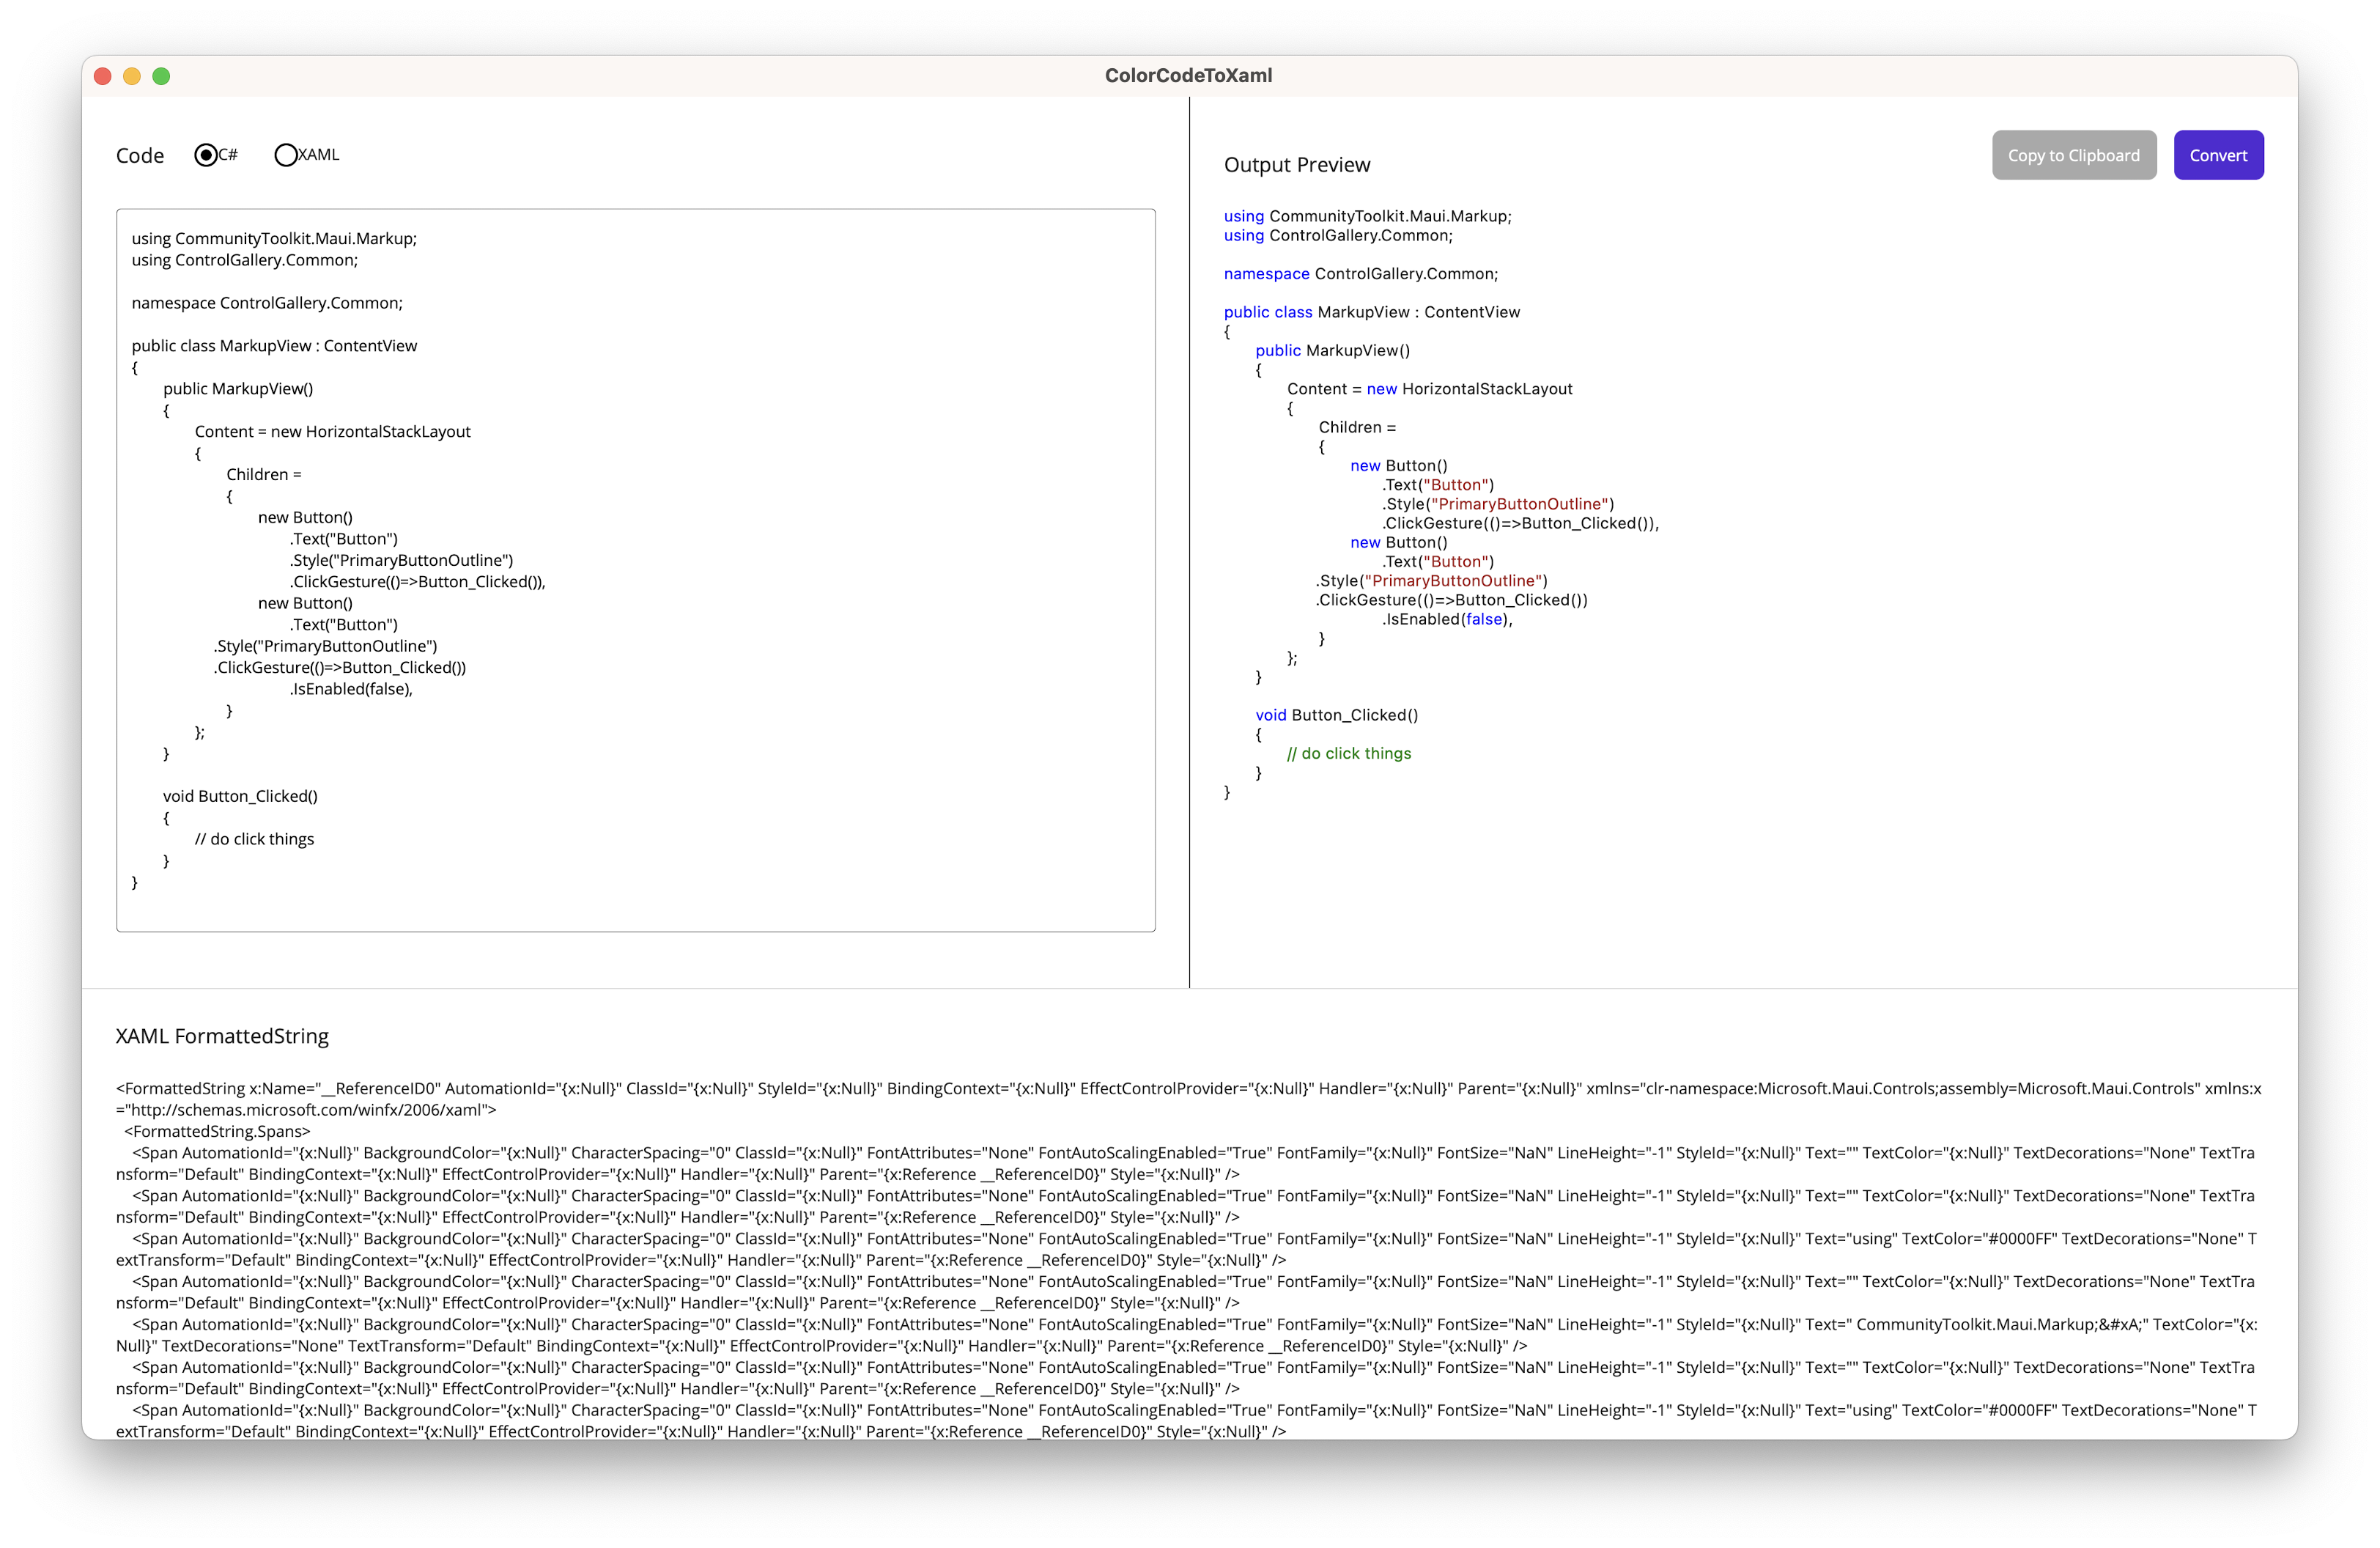 ColorCodeToXaml
Code
C#
XAML
using CommunityToolkit.Maui.Markup;
using ControlGallery.Common;

namespace ControlGallery.Common;

public class MarkupView : ContentView
{
    public MarkupView()
    {
        Content = new HorizontalStackLayout
        {
            Children =
            {
                new Button()
                    .Text("Button")
                    .Style("PrimaryButtonOutline")
                    .ClickGesture(()=>Button_Clicked()),
                new Button()
                    .Text("Button")
          .Style("PrimaryButtonOutline")
          .ClickGesture(()=>Button_Clicked())
                    .IsEnabled(false),
            }
        };
    }

    void Button_Clicked()
    {
        // do click things
    }
}
Output Preview
Copy to Clipboard
Convert
using CommunityToolkit.Maui.Markup;
using ControlGallery.Common;

namespace ControlGallery.Common;

public class MarkupView : ContentView
{
    public MarkupView()
    {
        Content = new HorizontalStackLayout
        {
            Children =
            {
                new Button()
                    .Text("Button")
                    .Style("PrimaryButtonOutline")
                    .ClickGesture(()=>Button_Clicked()),
                new Button()
                    .Text("Button")
            .Style("PrimaryButtonOutline")
            .ClickGesture(()=>Button_Clicked())
                    .IsEnabled(false),
            }
        };
    }

    void Button_Clicked()
    {
        // do click things
    }
}
XAML FormattedString
<FormattedString x:Name="__ReferenceID0" AutomationId="{x:Null}" ClassId="{x:Null}" StyleId="{x:Null}" BindingContext="{x:Null}" EffectControlProvider="{x:Null}" Handler="{x:Null}" Parent="{x:Null}" xmlns="clr-namespace:Microsoft.Maui.Controls;assembly=Microsoft.Maui.Controls" xmlns:x
="http://schemas.microsoft.com/winfx/2006/xaml">
  <FormattedString.Spans>
    <Span AutomationId="{x:Null}" BackgroundColor="{x:Null}" CharacterSpacing="0" ClassId="{x:Null}" FontAttributes="None" FontAutoScalingEnabled="True" FontFamily="{x:Null}" FontSize="NaN" LineHeight="-1" StyleId="{x:Null}" Text="" TextColor="{x:Null}" TextDecorations="None" TextTra
nsform="Default" BindingContext="{x:Null}" EffectControlProvider="{x:Null}" Handler="{x:Null}" Parent="{x:Reference __ReferenceID0}" Style="{x:Null}" />
    <Span AutomationId="{x:Null}" BackgroundColor="{x:Null}" CharacterSpacing="0" ClassId="{x:Null}" FontAttributes="None" FontAutoScalingEnabled="True" FontFamily="{x:Null}" FontSize="NaN" LineHeight="-1" StyleId="{x:Null}" Text="" TextColor="{x:Null}" TextDecorations="None" TextTra
nsform="Default" BindingContext="{x:Null}" EffectControlProvider="{x:Null}" Handler="{x:Null}" Parent="{x:Reference __ReferenceID0}" Style="{x:Null}" />
    <Span AutomationId="{x:Null}" BackgroundColor="{x:Null}" CharacterSpacing="0" ClassId="{x:Null}" FontAttributes="None" FontAutoScalingEnabled="True" FontFamily="{x:Null}" FontSize="NaN" LineHeight="-1" StyleId="{x:Null}" Text="using" TextColor="#0000FF" TextDecorations="None" T
extTransform="Default" BindingContext="{x:Null}" EffectControlProvider="{x:Null}" Handler="{x:Null}" Parent="{x:Reference __ReferenceID0}" Style="{x:Null}" />
    <Span AutomationId="{x:Null}" BackgroundColor="{x:Null}" CharacterSpacing="0" ClassId="{x:Null}" FontAttributes="None" FontAutoScalingEnabled="True" FontFamily="{x:Null}" FontSize="NaN" LineHeight="-1" StyleId="{x:Null}" Text="" TextColor="{x:Null}" TextDecorations="None" TextTra
nsform="Default" BindingContext="{x:Null}" EffectControlProvider="{x:Null}" Handler="{x:Null}" Parent="{x:Reference __ReferenceID0}" Style="{x:Null}" />
    <Span AutomationId="{x:Null}" BackgroundColor="{x:Null}" CharacterSpacing="0" ClassId="{x:Null}" FontAttributes="None" FontAutoScalingEnabled="True" FontFamily="{x:Null}" FontSize="NaN" LineHeight="-1" StyleId="{x:Null}" Text=" CommunityToolkit.Maui.Markup;&#xA;" TextColor="{x:
Null}" TextDecorations="None" TextTransform="Default" BindingContext="{x:Null}" EffectControlProvider="{x:Null}" Handler="{x:Null}" Parent="{x:Reference __ReferenceID0}" Style="{x:Null}" />
    <Span AutomationId="{x:Null}" BackgroundColor="{x:Null}" CharacterSpacing="0" ClassId="{x:Null}" FontAttributes="None" FontAutoScalingEnabled="True" FontFamily="{x:Null}" FontSize="NaN" LineHeight="-1" StyleId="{x:Null}" Text="" TextColor="{x:Null}" TextDecorations="None" TextTra
nsform="Default" BindingContext="{x:Null}" EffectControlProvider="{x:Null}" Handler="{x:Null}" Parent="{x:Reference __ReferenceID0}" Style="{x:Null}" />
    <Span AutomationId="{x:Null}" BackgroundColor="{x:Null}" CharacterSpacing="0" ClassId="{x:Null}" FontAttributes="None" FontAutoScalingEnabled="True" FontFamily="{x:Null}" FontSize="NaN" LineHeight="-1" StyleId="{x:Null}" Text="using" TextColor="#0000FF" TextDecorations="None" T
extTransform="Default" BindingContext="{x:Null}" EffectControlProvider="{x:Null}" Handler="{x:Null}" Parent="{x:Reference __ReferenceID0}" Style="{x:Null}" />